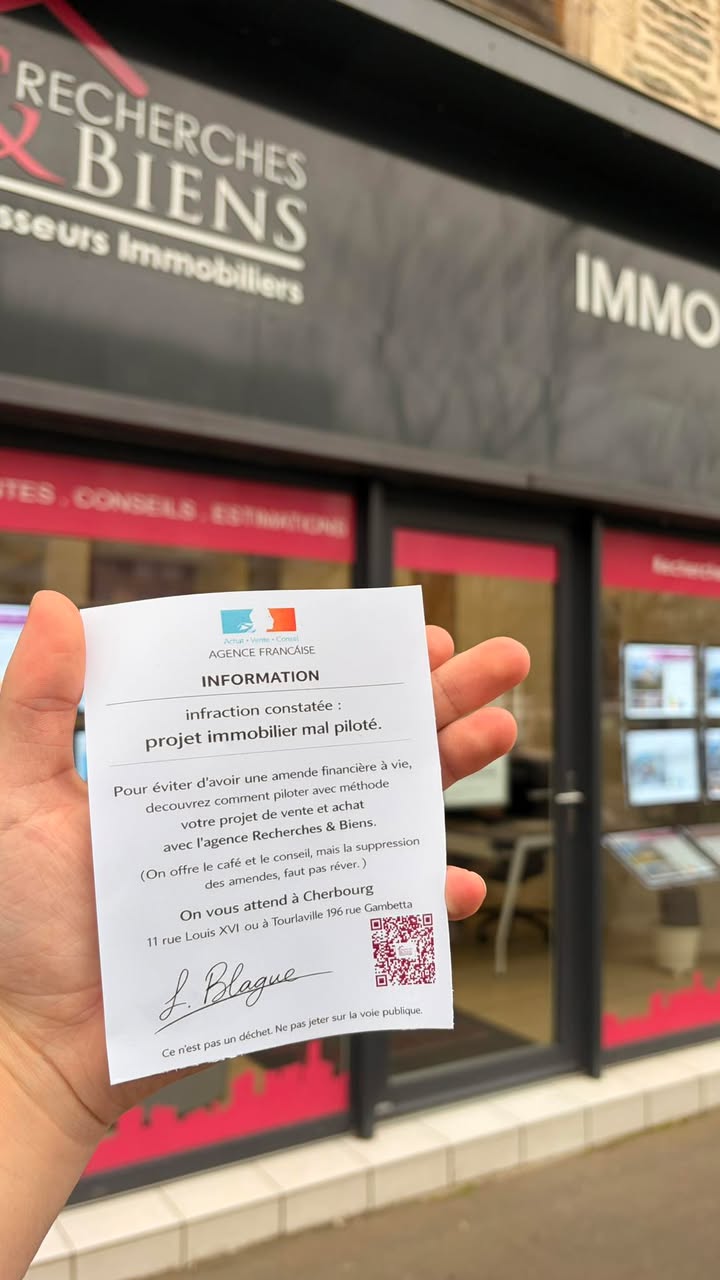 RECHERCHES
& BIENS
sseurs Immobiliers
IMMO
TES . CONSEILS . ESTIMATIONS
Recherche
Achat • Vente • Conseil
AGENCE FRANCÁISE
INFORMATION
infraction constatée :
projet immobilier mal piloté.
Pour éviter d'avoir une amende financière à vie,
decouvrez comment piloter avec méthode
votre projet de vente et achat
avec l'agence Recherches & Biens.
(On offre le café et le conseil, mais la suppression
des amendes, faut pas réver. )
On vous attend à Cherbourg
11 rue Louis XVI ou à Tourlaville 196 rue Gambetta
L. Blague
Ce n'est pas un déchet. Ne pas jeter sur la voie publique.